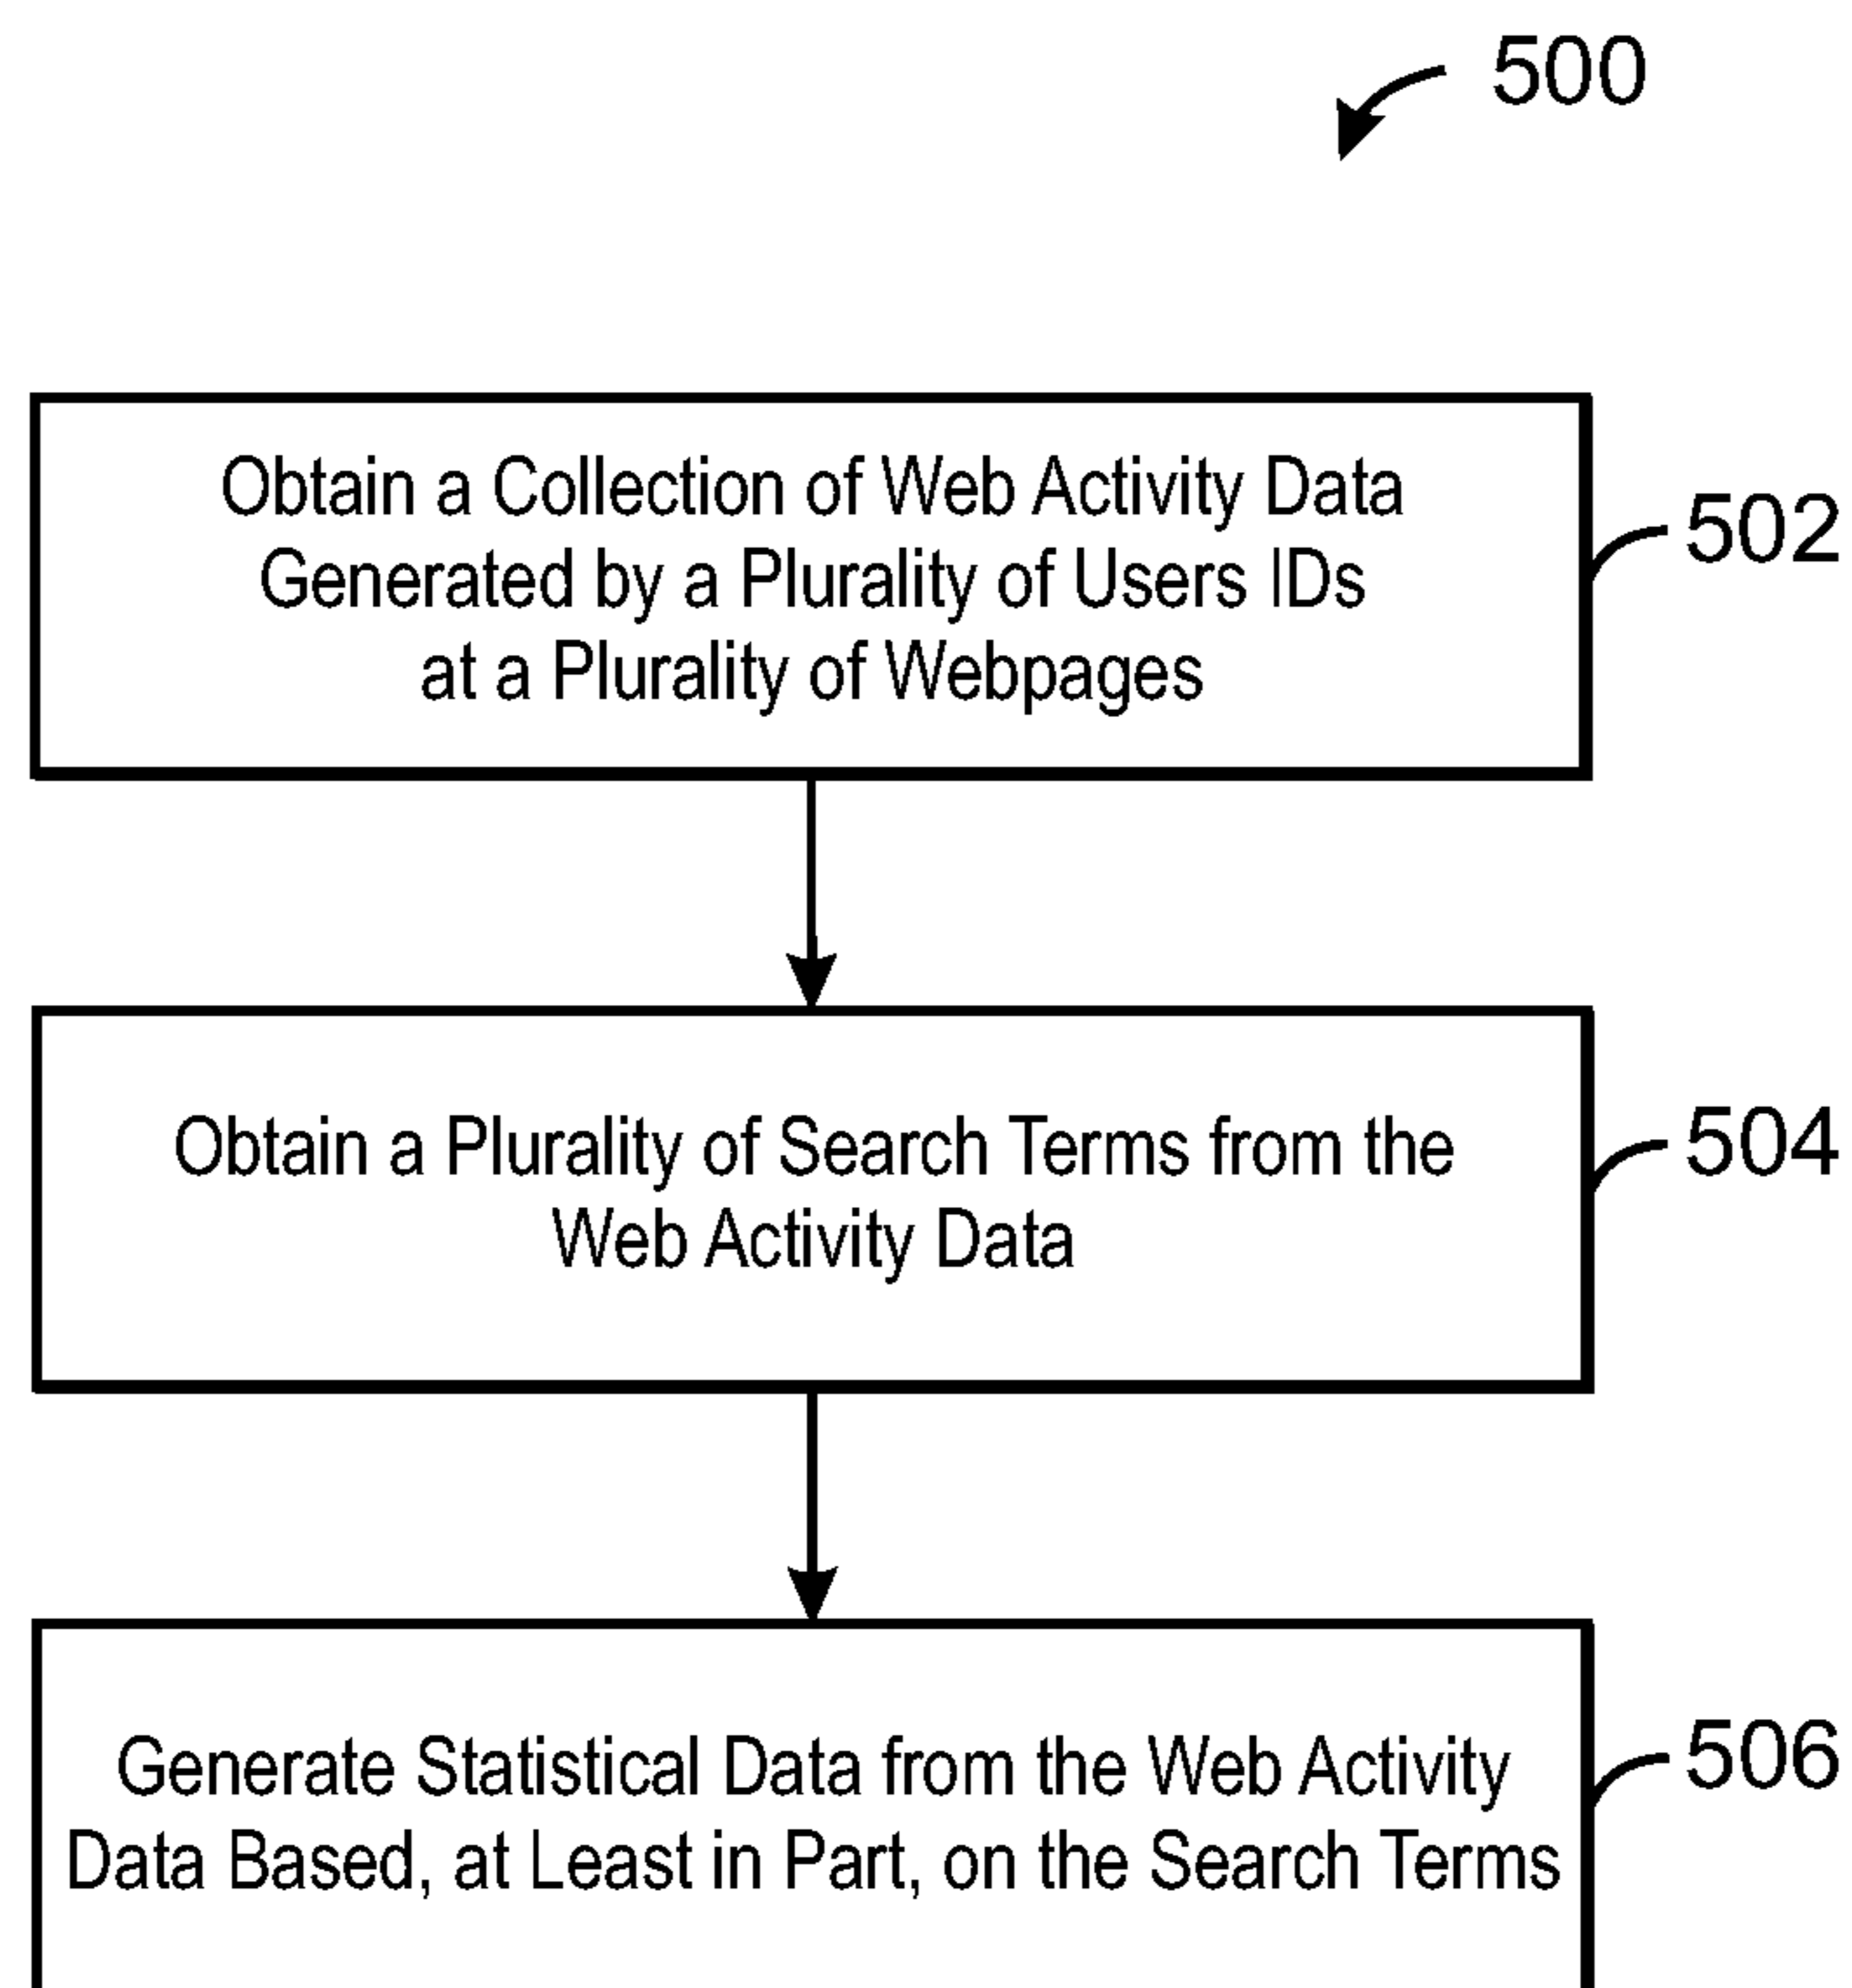 500
Obtain a Collection of Web Activity Data
Generated by a Plurality of Users IDs
at a Plurality of Webpages
502
Obtain a Plurality of Search Terms from the
Web Activity Data
504
Generate Statistical Data from the Web Activity
Data Based, at Least in Part, on the Search Terms
506